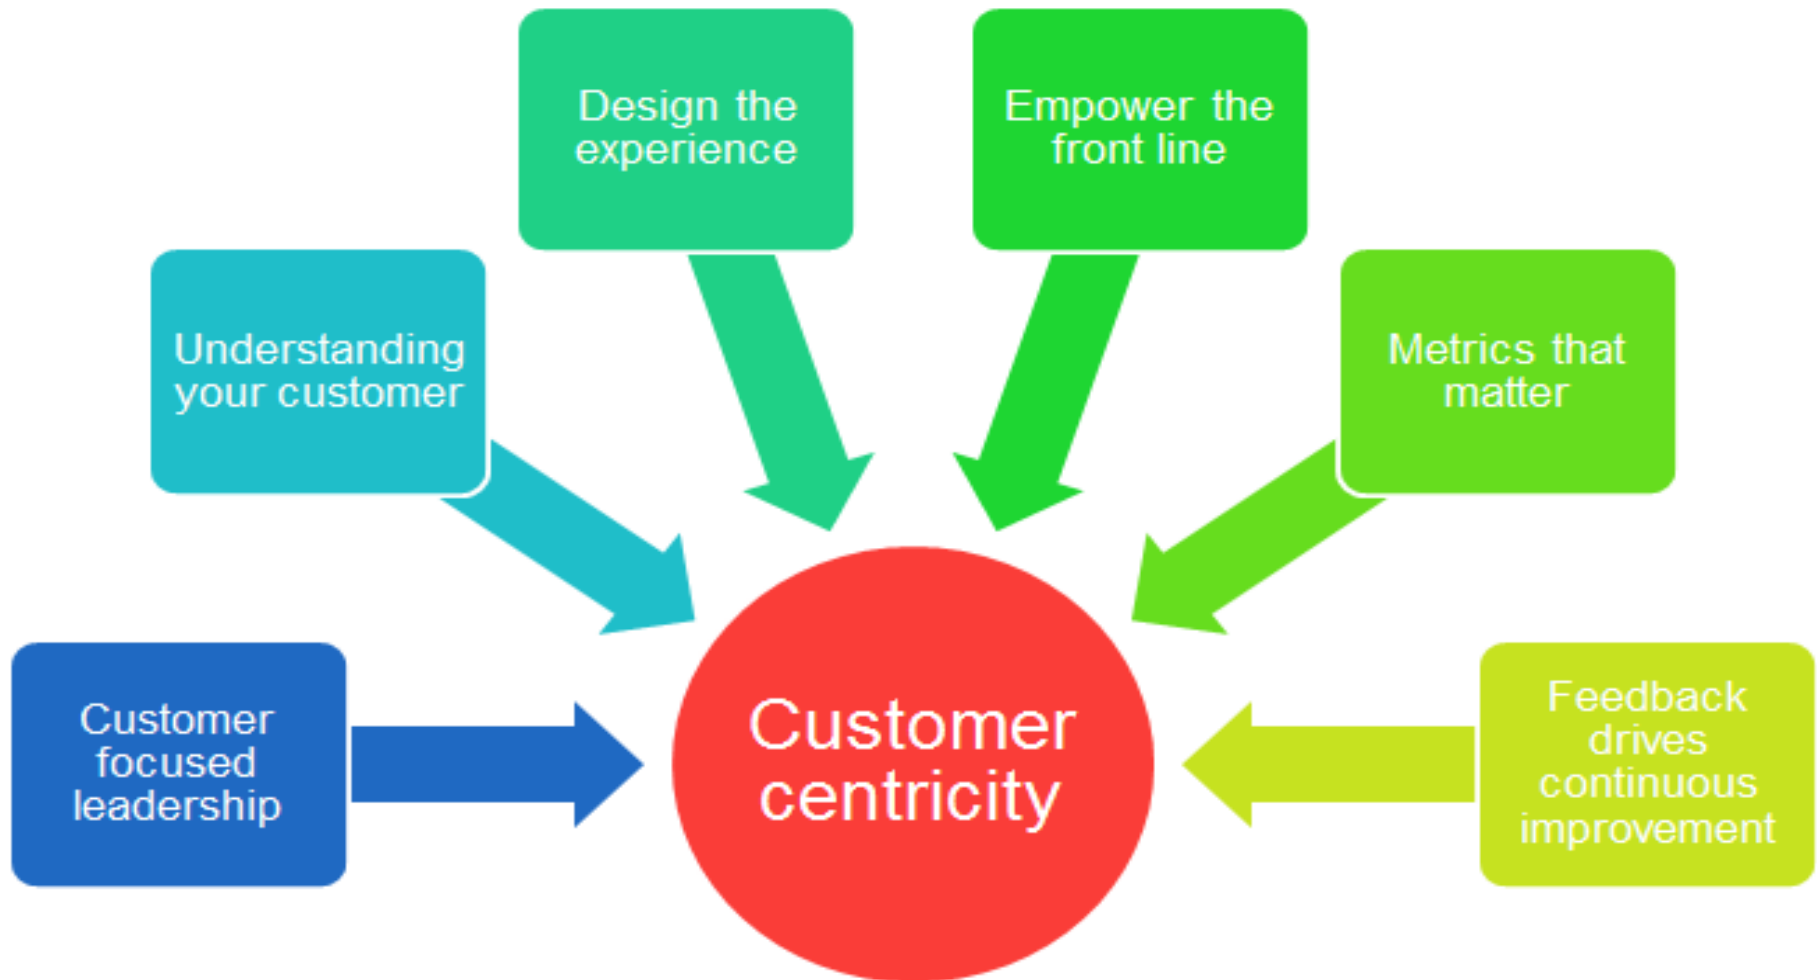 Design the
experience
Empower the
front line
Understanding
your customer
Metrics that
matter
Customer
focused
leadership
Customer
centricity
Feedback
drives
continuous
improvement